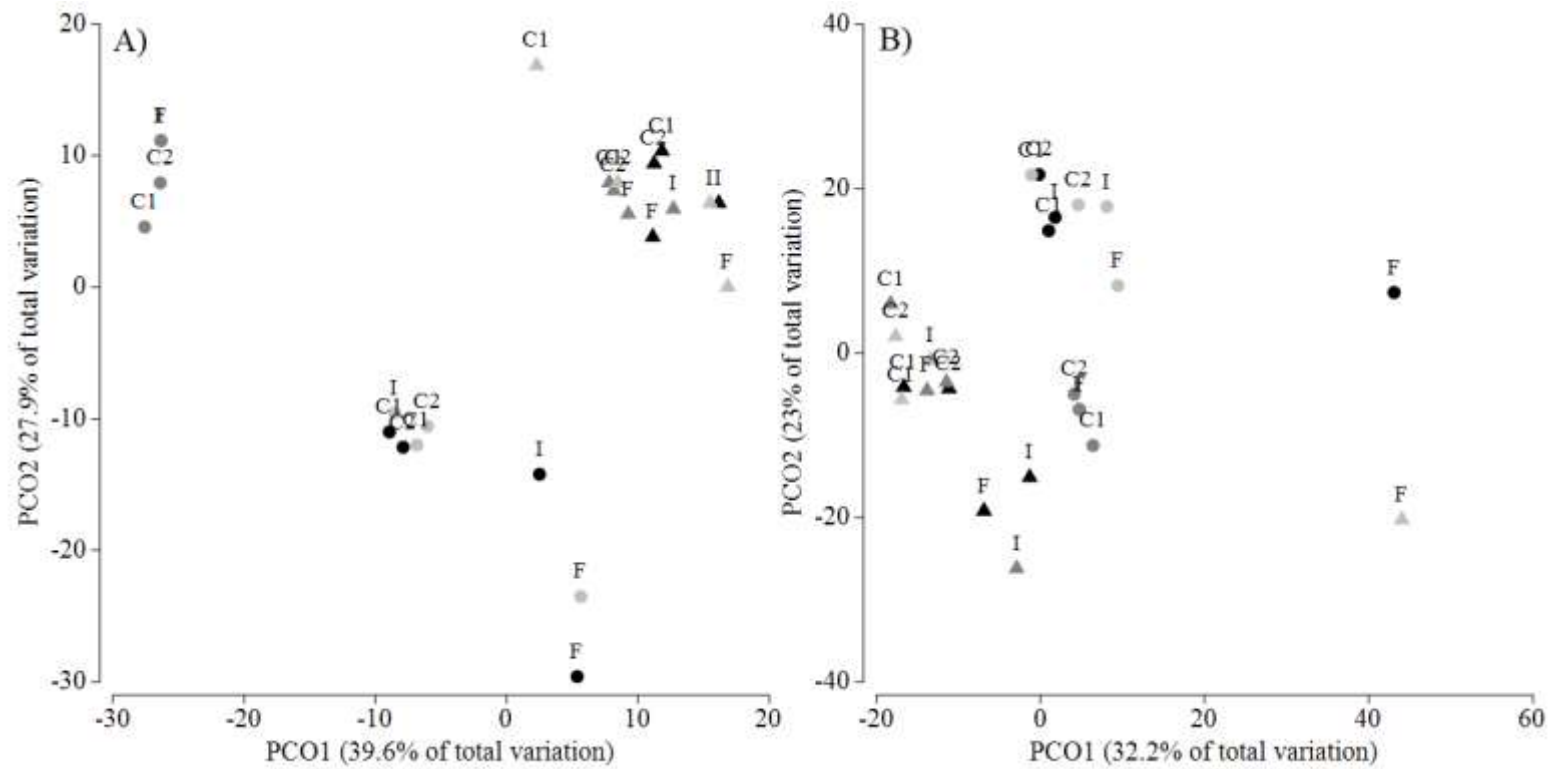 A)
20
10
0
-10
-20
-30
-30
-20
-10
0
10
20
PCO1 (39.6% of total variation)
PCO2 (27.9% of total variation)
C1
F
C2
C1
C1
C2
C2
C2
F
I
II
F
F
I
C1
C2
C1
I
F
F
B)
40
20
0
-20
-40
-20
0
20
40
60
PCO1 (32.2% of total variation)
PCO2 (23% of total variation)
C2
I
C1
C2
I
F
F
C1
C2
I
C1
C1
F
C2
C2
C2
C1
I
F
I
F